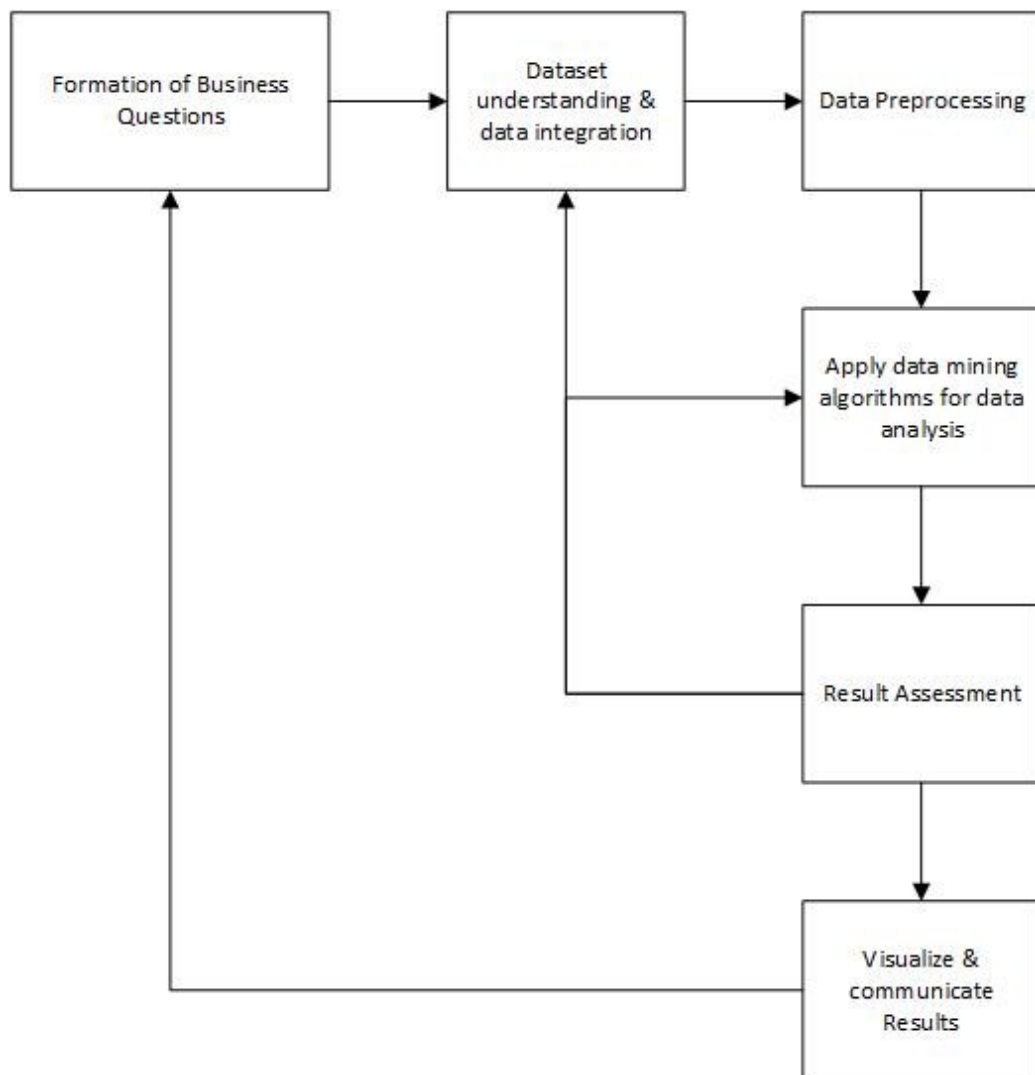 Formation of Business
Questions
Dataset
understanding &
data integration
Data Preprocessing
Apply data mining
algorithms for data
analysis
Result Assessment
Visualize &
communicate
Results